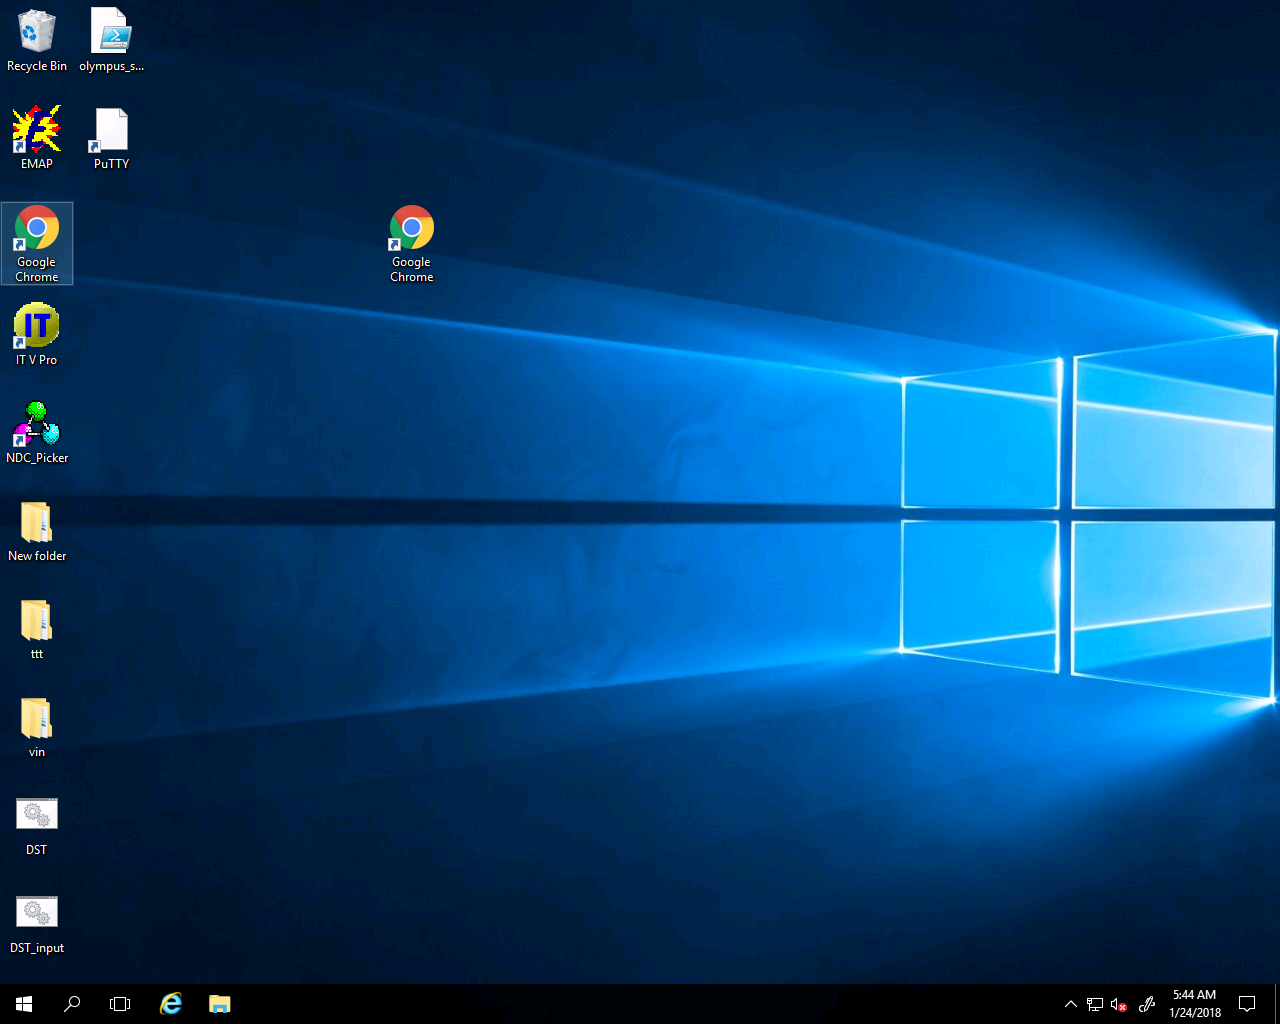 Recycle Bin
olympus_s...
EMAP
PuTTY
Google
Chrome
Google
Chrome
IT
IT V Pro
NDC_Picker
New folder
ttt
vin
DST
DST_input
5:44 AM
1/24/2018